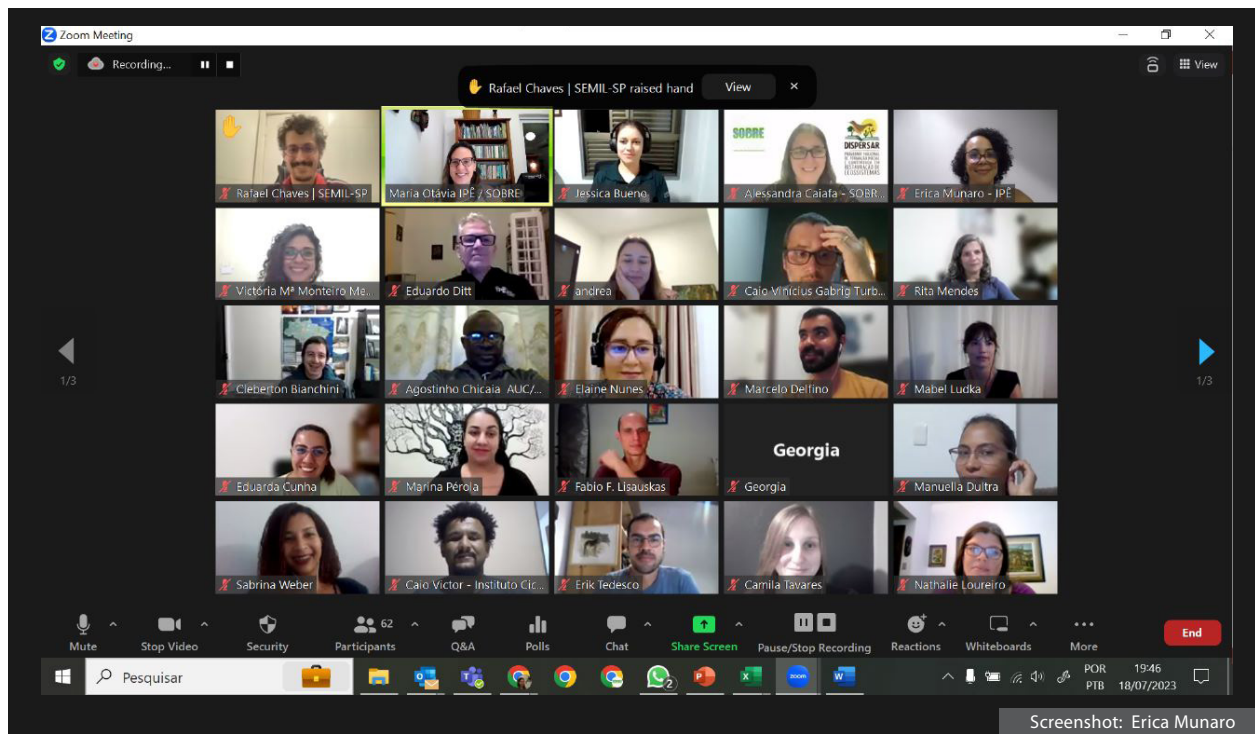 Zoom Meeting
Recording...
View
Rafael Chaves | SEMIL-SP raised hand
View
SOBRE
DISPERSAR
Rafael Chaves | SEMIL-SP
Maria Otávia IPÊ / SOBRE
Jessica Bueno
Alessandra Caiafa - SOBR...
Erica Munaro - IPÊ
Victória Mª Monteiro Me...
Eduardo Ditt
andrea
Caio Vinicius Gabrig Turb...
Rita Mendes
1/3
1/3
Cleberton Bianchini
Agostinho Chicaia AUC/...
Elaine Nunes
Marcelo Delfino
Mabel Ludka
Georgia
Eduarda Cunha
Marina Pérola
Fabio F. Lisauskas
Georgia
Manuella Dultra
Sabrina Weber
Caio Victor - Instituto Cic...
Erik Tedesco
Camila Tavares
Nathalie Loureiro
62
Mute
Stop Video
Security
Participants
Q&A
Polls
Chat
Share Screen
Pause/Stop Recording
Reactions
Whiteboards
More
End
Pesquisar
2
zoom
POR
PTB
19:46
18/07/2023
Screenshot: Erica Munaro